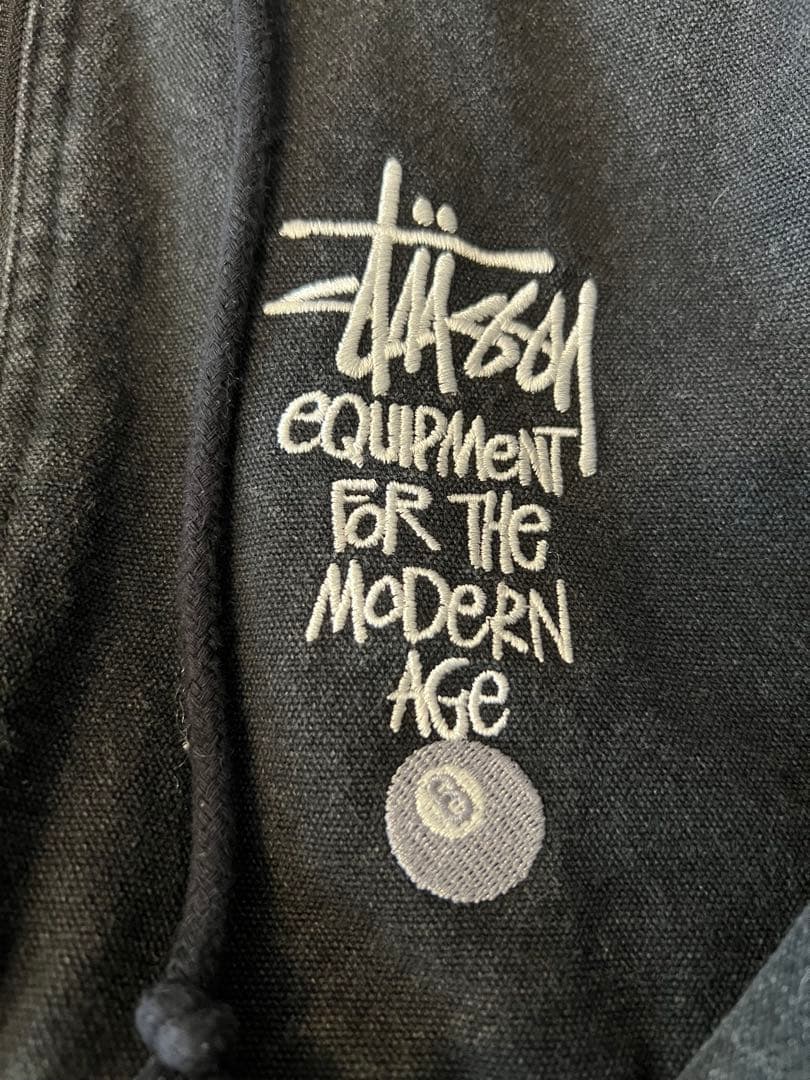 Stüssy
EQUIPMENT
FOR THE
MODERN
AGE
8